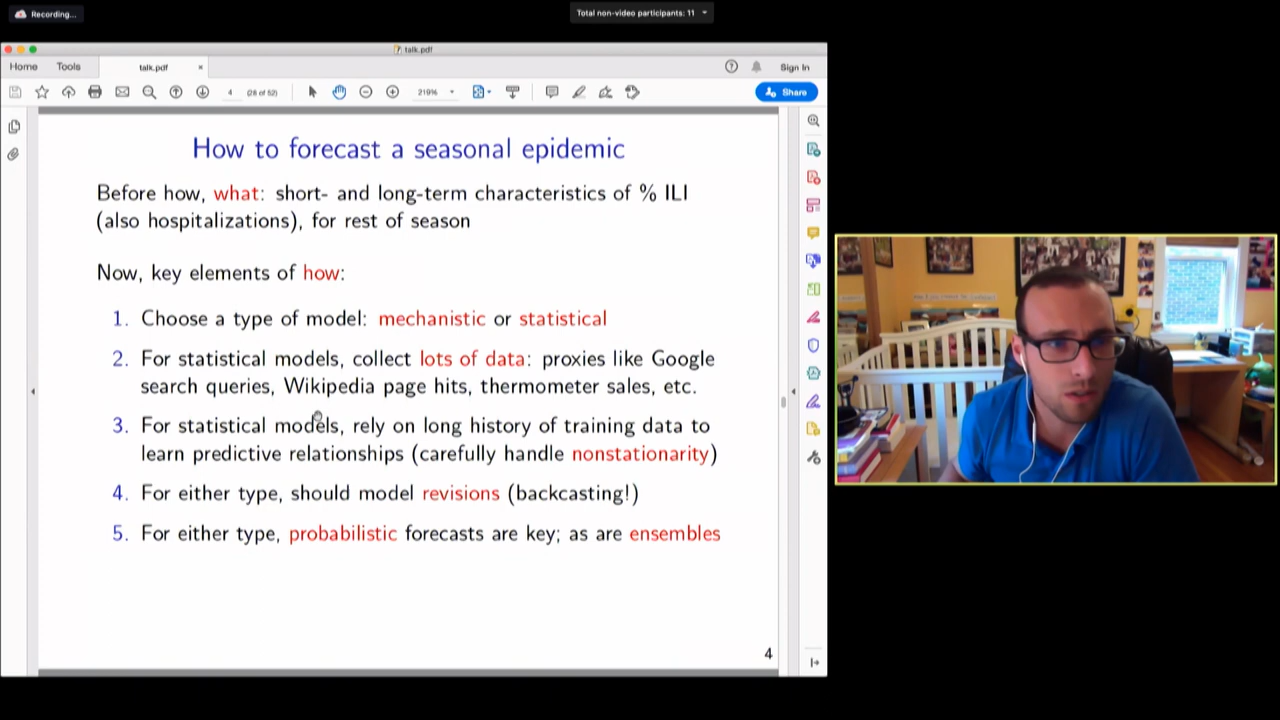 Recording...
Total non-video participants: 11
talk.pdf
Home
Tools
talk.pdf
×
Sign In
4
(28 of 52)
219%
Share
How to forecast a seasonal epidemic
Before how, what: short- and long-term characteristics of % ILI
(also hospitalizations), for rest of season
Now, key elements of how:
1. Choose a type of model: mechanistic or statistical
2. For statistical models, collect lots of data: proxies like Google
search queries, Wikipedia page hits, thermometer sales, etc.
3. For statistical models, rely on long history of training data to
learn predictive relationships (carefully handle nonstationarity)
4. For either type, should model revisions (backcasting!)
5. For either type, probabilistic forecasts are key; as are ensembles
4